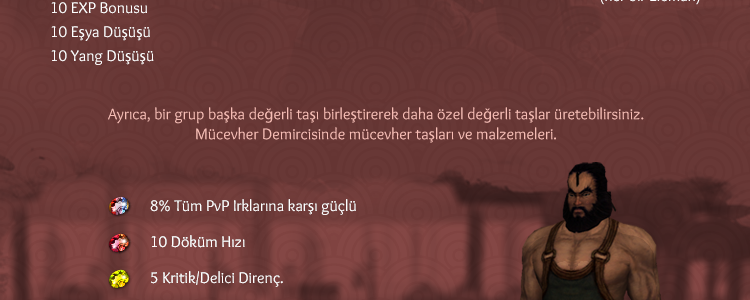 10 EXP Bonusu
10 Eşya Düşüşü
10 Yang Düşüşü
Ayrıca, bir grup başka değerli taşı birleştirerek daha özel değerli taşlar üretebilirsiniz.
Mücevher Demircisinde mücevher taşları ve malzemeleri.
8% Tüm PvP Irklarına karşı güçlü
10 Döküm Hızı
5 Kritik/Delici Direnç.